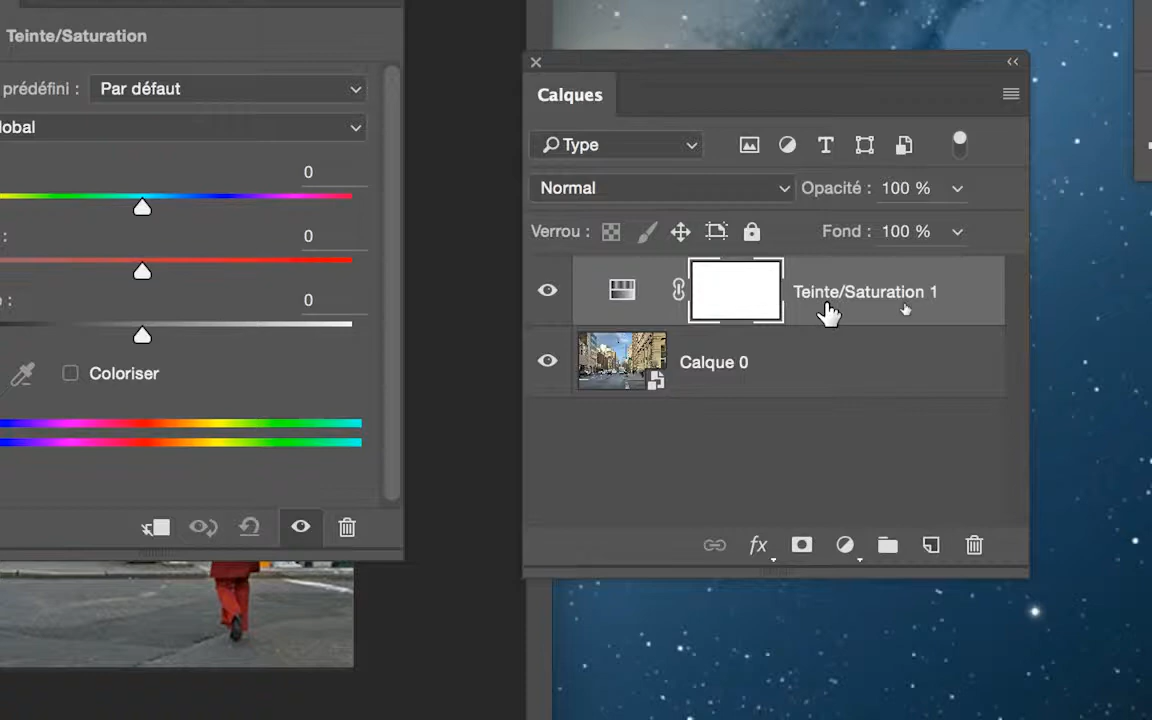 Teinte/Saturation
prédéfini :
Par défaut
lobal
0
:
0
e :
0
Coloriser
Calques
Type
T
Normal
Opacité : 100 %
Verrou :
Fond : 100 %
Teinte/Saturation 1
Calque 0
fx